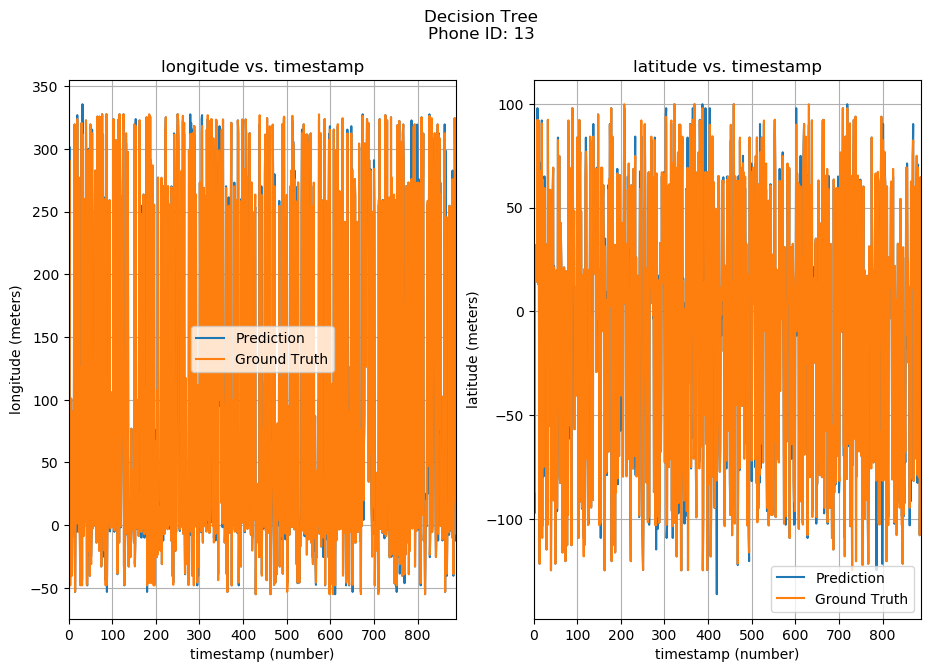 Decision Tree
Phone ID: 13
longitude vs. timestamp
350
300
250
200
150
100
50
0
−50
longitude (meters)
Prediction
Ground Truth
0 100 200 300 400 500 600 700 800
timestamp (number)
latitude vs. timestamp
100
50
0
−50
−100
latitude (meters)
Prediction
Ground Truth
0 100 200 300 400 500 600 700 800
timestamp (number)